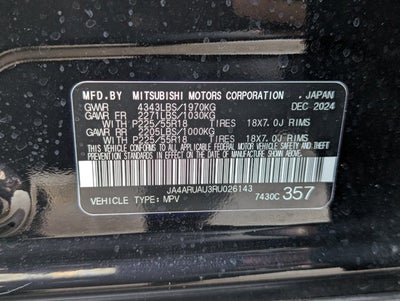 MFD.BY MITSUBISHI MOTORS CORPORATION, JAPAN
GVWR 4343LBS/1970KG DEC 2024
GAWR FR 2271LBS/1030KG
WITH P225/55R18 TIRES 18X7.0J RIMS
GAWR RR 2205LBS/1000KG
WITH P225/55R18 TIRES 18X7.0J RIMS
THIS VEHICLE CONFORMS TO ALL APPLICABLE
FEDERAL MOTOR VEHICLE SAFETY AND THEFT PREVENTION
STANDARDS IN EFFECT ON THE DATE OF MANUFACTURE
SHOWN ABOVE.
JA4ARUAU3RU026143
VEHICLE TYPE: MPV 7430C 357